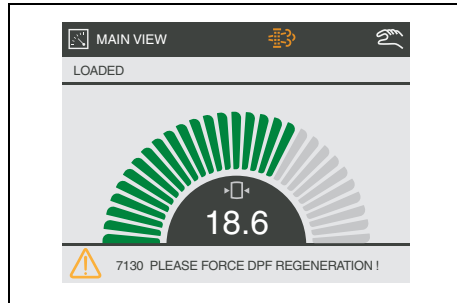 MAIN VIEW
LOADED
18.6
7130 PLEASE FORCE DPF REGENERATION !